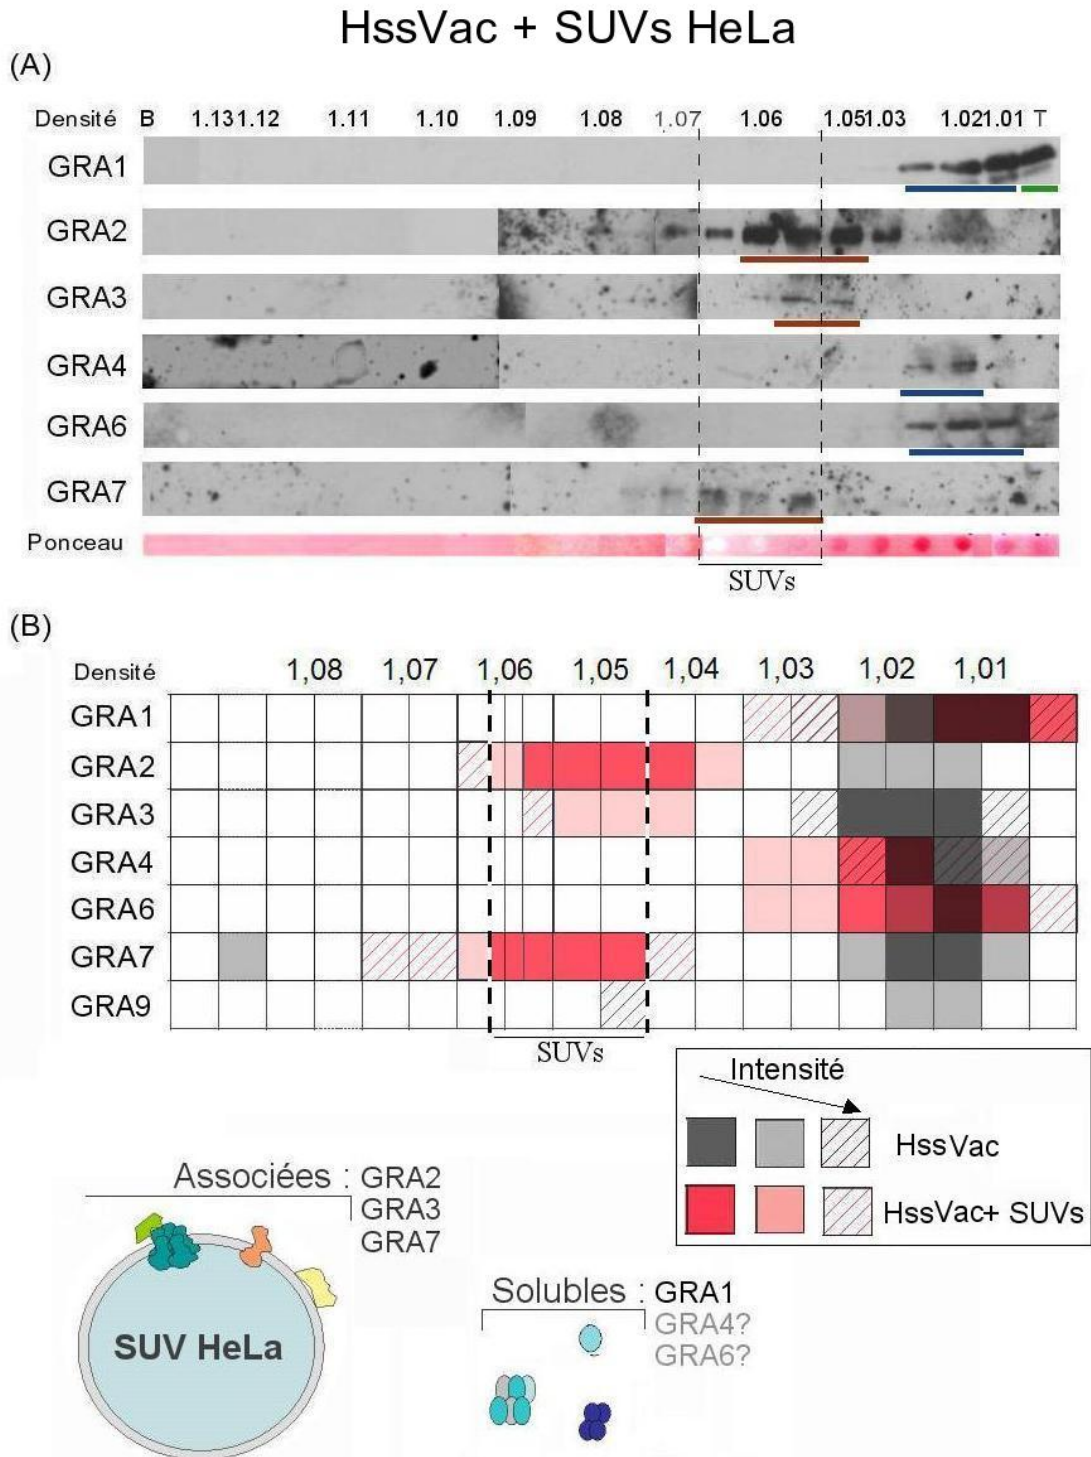 HssVac + SUVs HeLa
(A)
Densité B 1.13 1.12 1.11 1.10 1.09 1.08 1.07 1.06 1.05 1.03 1.02 1.01 T
GRA1
GRA2
GRA3
GRA4
GRA6
GRA7
Ponceau
SUVs
(B)
Densité 1,08 1,07 1,06 1,05 1,04 1,03 1,02 1,01
GRA1
GRA2
GRA3
GRA4
GRA6
GRA7
GRA9
SUVs
Intensité
HssVac
HssVac+ SUVs
Associées : GRA2
GRA3
GRA7
SUV HeLa
Solubles : GRA1
GRA4?
GRA6?